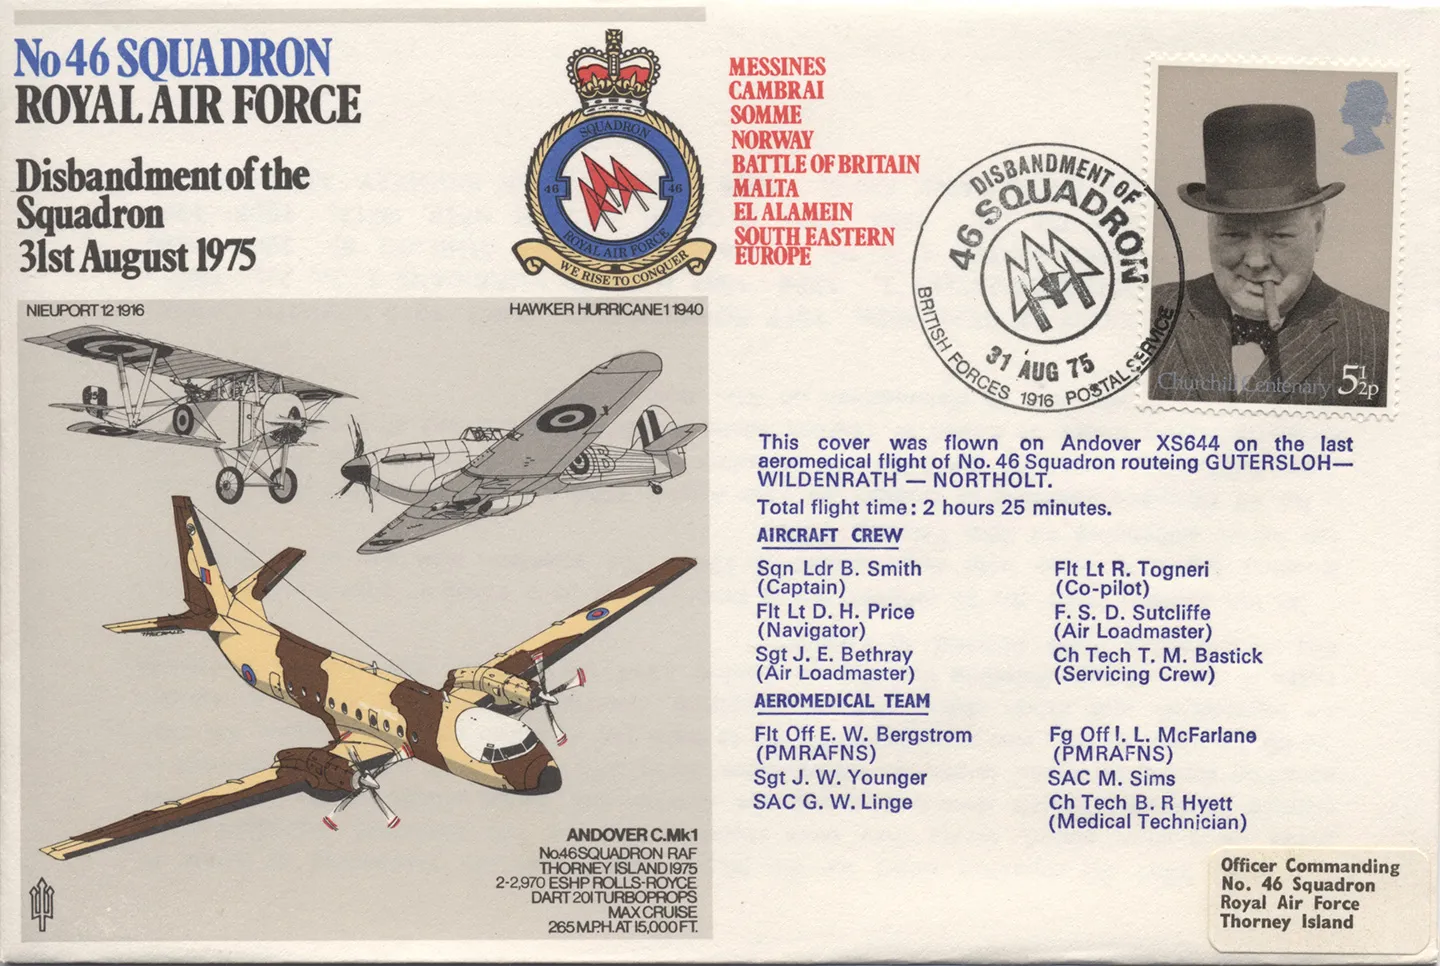 No 46 SQUADRON
ROYAL AIR FORCE
Disbandment of the
Squadron
31st August 1975
SQUADRON
46 46
ROYAL AIR FORCE
WE RISE TO CONQUER
MESSINES
CAMBRAI
SOMME
NORWAY
BATTLE OF BRITAIN
MALTA
EL ALAMEIN
SOUTH EASTERN
EUROPE
DISBANDMENT OF
46 SQUADRON
31 AUG 75
BRITISH FORCES 1916 POSTAL SERVICE
Churchill Centenary 5½p
NIEUPORT 12 1916
HAWKER HURRICANE 1 1940
B
ANDOVER C.Mk1
No.46 SQUADRON RAF
THORNEY ISLAND 1975
2-2,970 ESHP ROLLS-ROYCE
DART 201 TURBOPROPS
MAX CRUISE
265 M.P.H. AT 15,000 FT.
This cover was flown on Andover XS644 on the last
aeromedical flight of No. 46 Squadron routeing GUTERSLOH—
WILDENRATH — NORTHOLT.
Total flight time: 2 hours 25 minutes.
AIRCRAFT CREW
Sqn Ldr B. Smith Flt Lt R. Togneri
(Captain) (Co-pilot)
Flt Lt D. H. Price F. S. D. Sutcliffe
(Navigator) (Air Loadmaster)
Sgt J. E. Bethray Ch Tech T. M. Bastick
(Air Loadmaster) (Servicing Crew)
AEROMEDICAL TEAM
Flt Off E. W. Bergstrom Fg Off I. L. McFarlane
(PMRAFNS) (PMRAFNS)
Sgt J. W. Younger SAC M. Sims
SAC G. W. Linge Ch Tech B. R Hyett
(Medical Technician)
Officer Commanding
No. 46 Squadron
Royal Air Force
Thorney Island